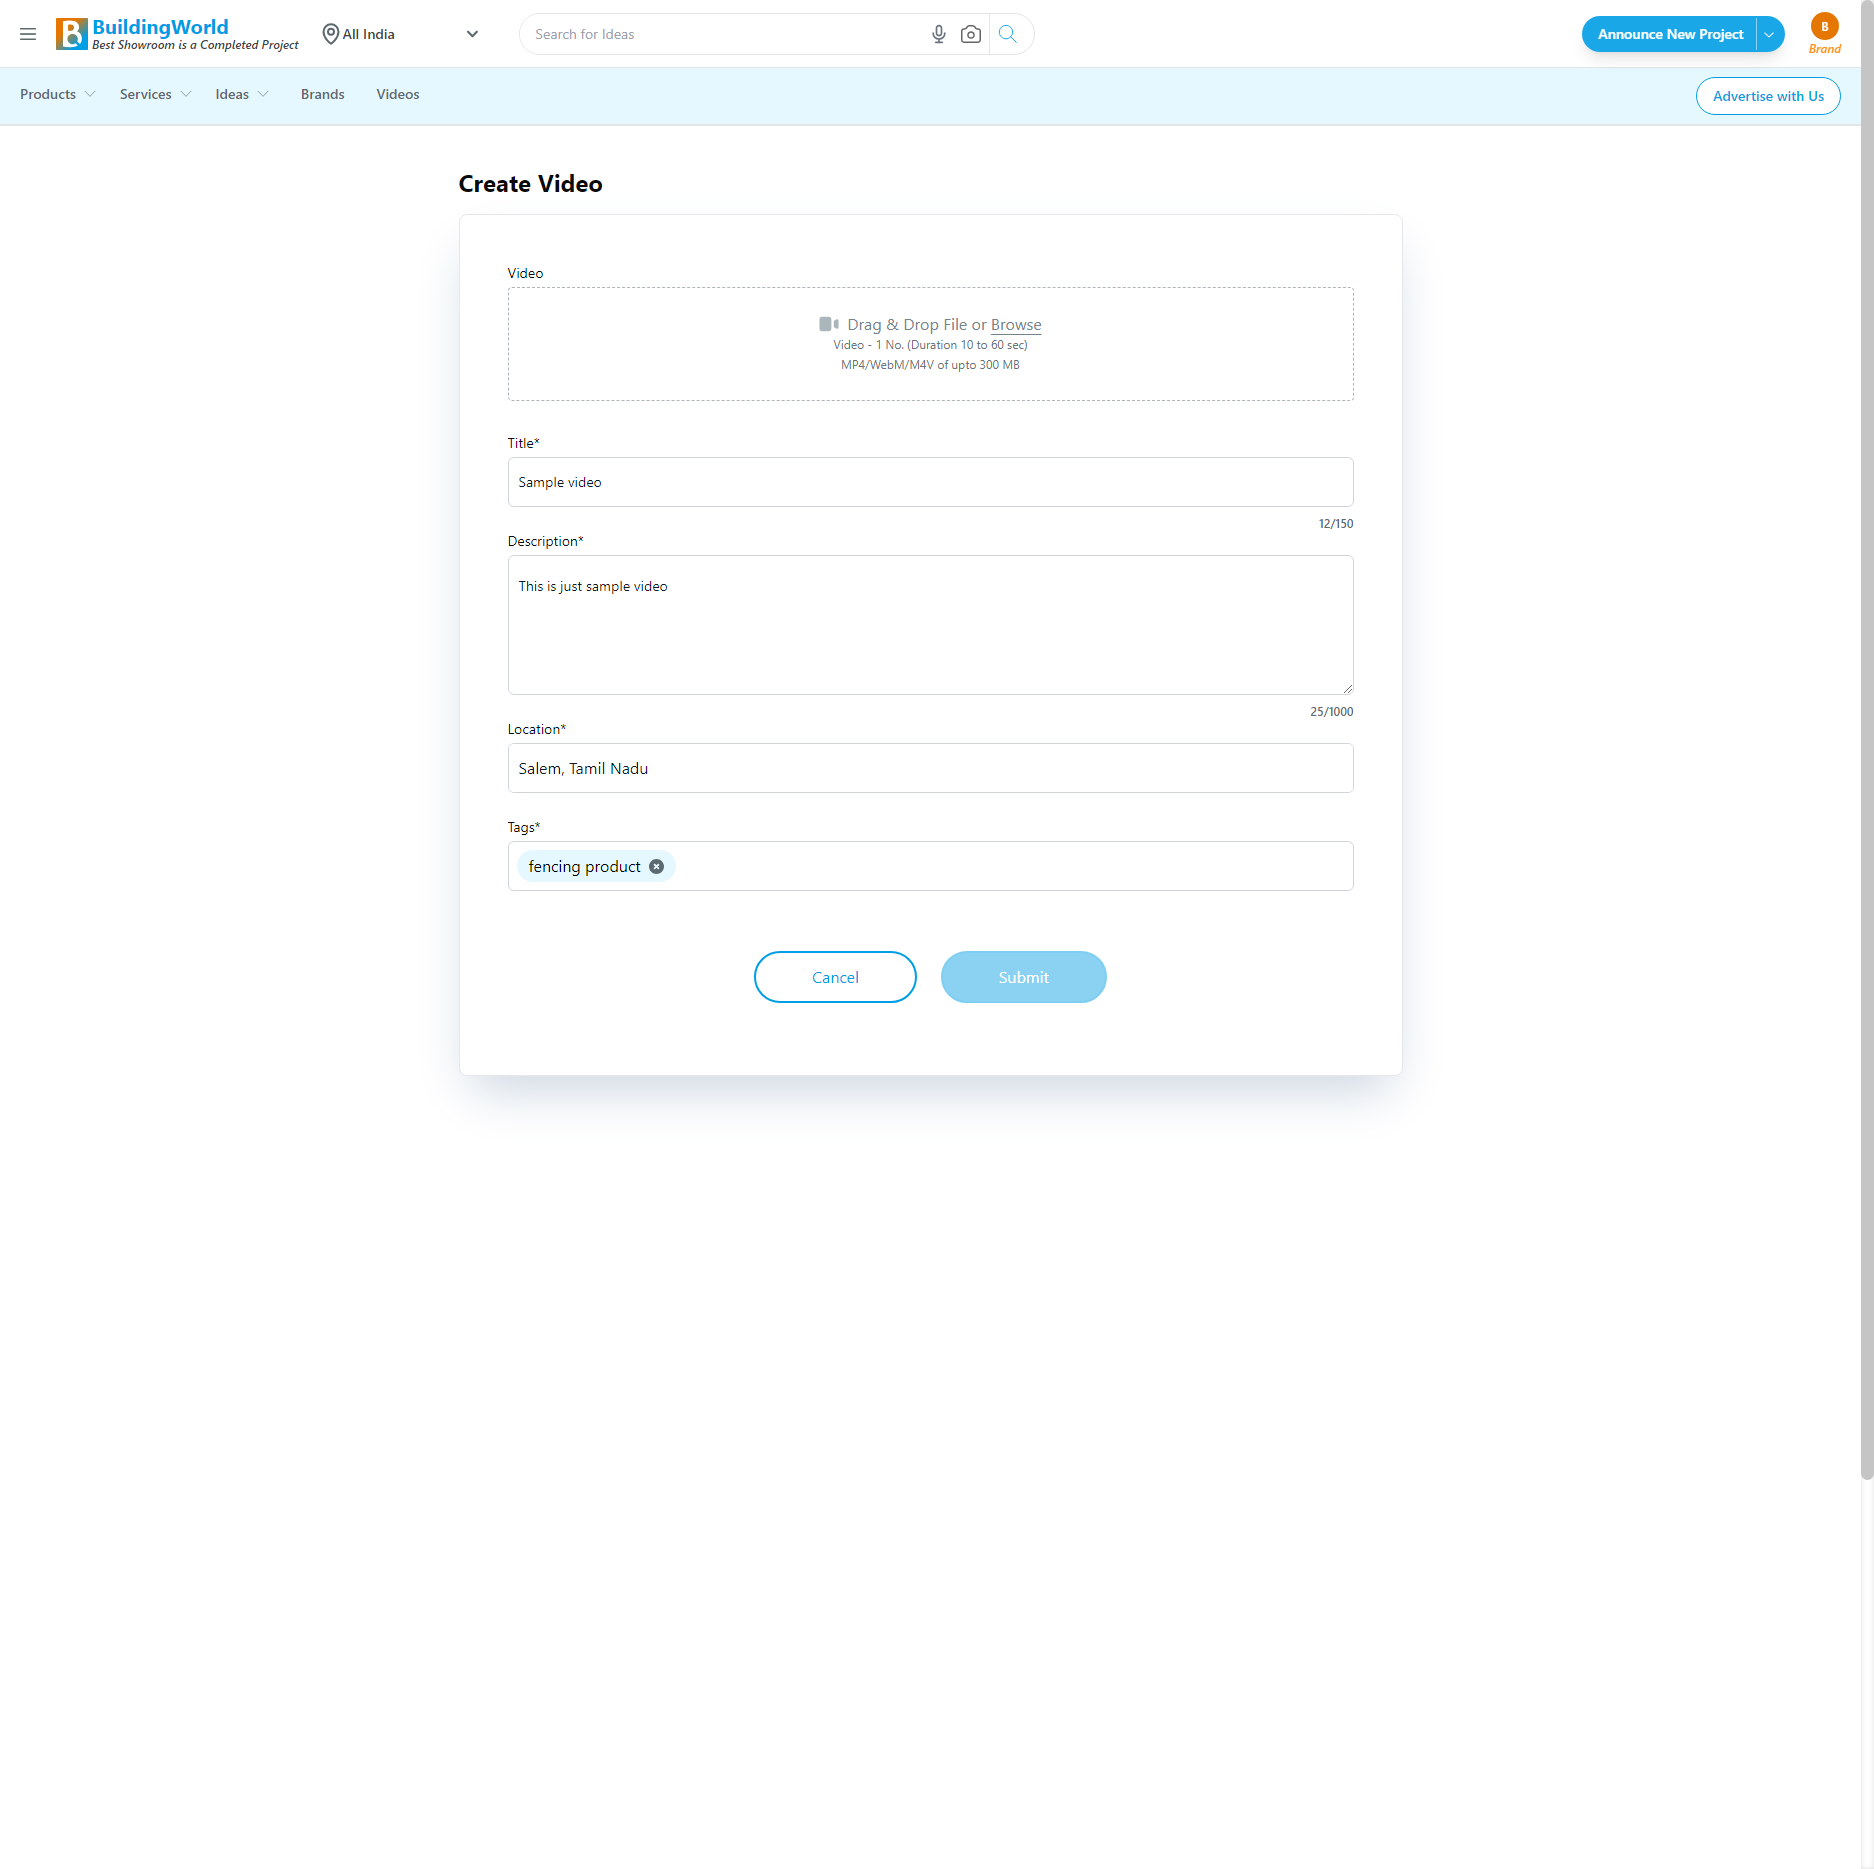 BuildingWorld
Best Showroom is a Completed Project
All India
Search for Ideas
Announce New Project
B
Brand
Products
Services
Ideas
Brands
Videos
Advertise with Us
Create Video
Video
Drag & Drop File or Browse
Video - 1 No. (Duration 10 to 60 sec)
MP4/WebM/M4V of upto 300 MB
Title*
Sample video
12/150
Description*
This is just sample video
25/1000
Location*
Salem, Tamil Nadu
Tags*
fencing product
Cancel
Submit